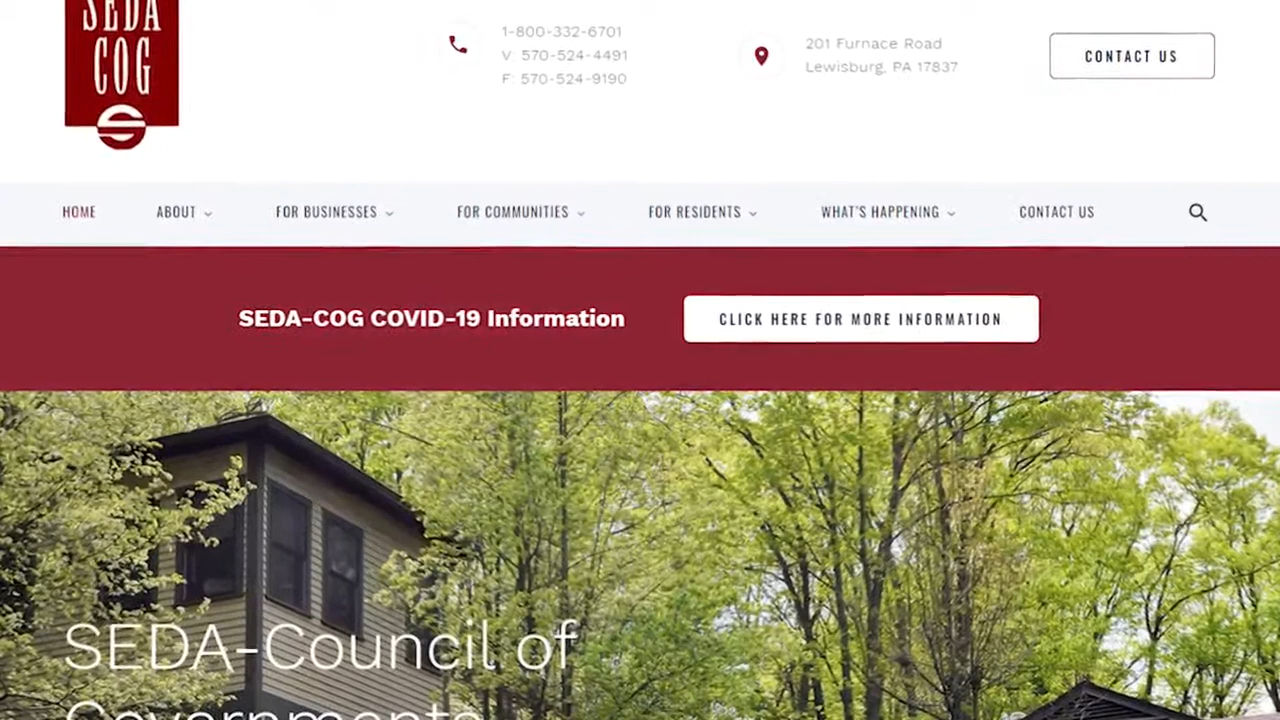 SEDA
COG
1-800-332-6701
V: 570-524-4491
F: 570-524-9190
201 Furnace Road
Lewisburg, PA 17837
CONTACT US
HOME
ABOUT
FOR BUSINESSES
FOR COMMUNITIES
FOR RESIDENTS
WHAT'S HAPPENING
CONTACT US
SEDA-COG COVID-19 Information
CLICK HERE FOR MORE INFORMATION
SEDA-Council of
Governments